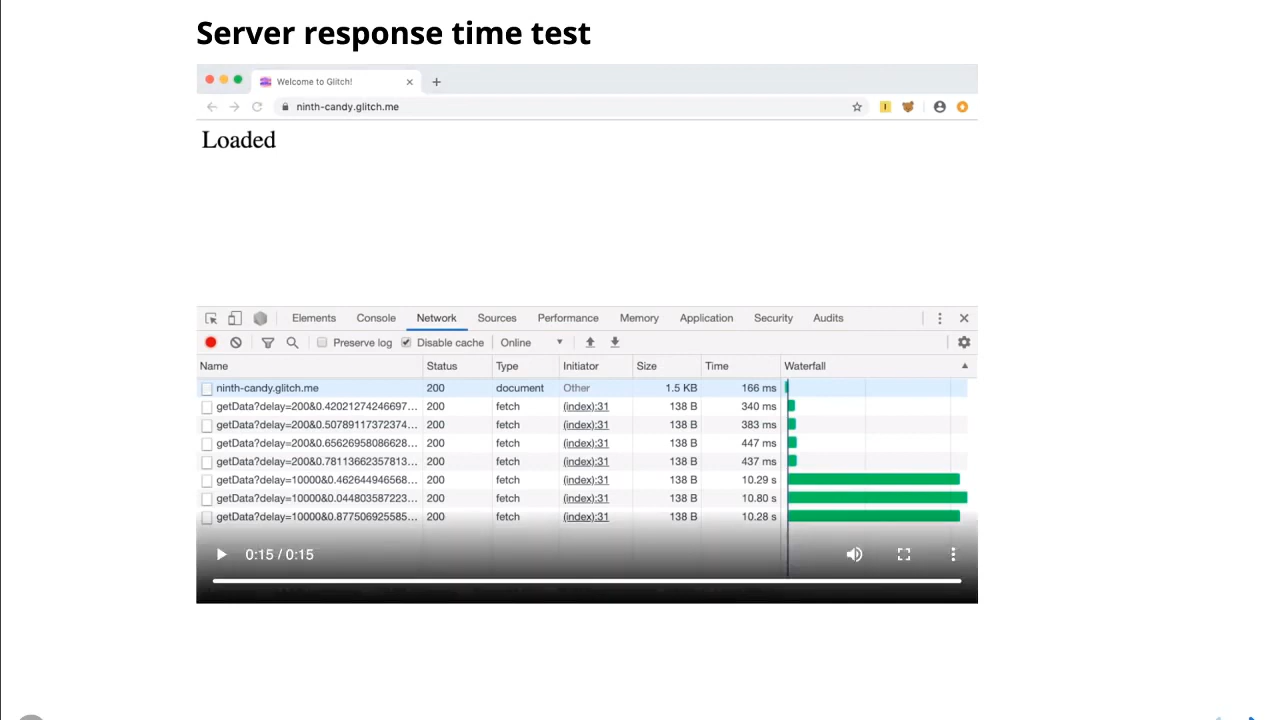 Server response time test
Welcome to Glitch!
ninth-candy.glitch.me
Loaded
Elements Console Network Sources Performance Memory Application Security Audits
Preserve log Disable cache Online
Name Status Type Initiator Size Time Waterfall
ninth-candy.glitch.me 200 document Other 1.5 KB 166 ms
getData?delay=200&0.42021274246697... 200 fetch (index):31 138 B 340 ms
getData?delay=200&0.50789117372374... 200 fetch (index):31 138 B 383 ms
getData?delay=200&0.65626958086628... 200 fetch (index):31 138 B 447 ms
getData?delay=200&0.78113662357813... 200 fetch (index):31 138 B 437 ms
getData?delay=10000&0.462644946568... 200 fetch (index):31 138 B 10.29 s
getData?delay=10000&0.044803587223... 200 fetch (index):31 138 B 10.80 s
getData?delay=10000&0.877506925585... 200 fetch (index):31 138 B 10.28 s
0:15 / 0:15